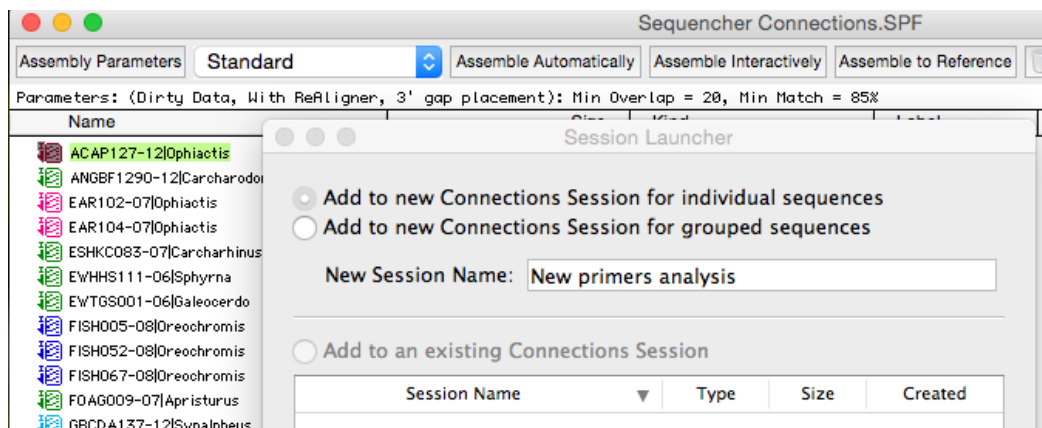 Sequencher Connections.SPF
Assembly Parameters Standard Assemble Automatically Assemble Interactively Assemble to Reference
Parameters: (Dirty Data, With ReAligner, 3' gap placement): Min Overlap = 20, Min Match = 85%
Name
Session Launcher
ACAP127-12|Ophiactis
ANGBF1290-12|Carcharodon
EAR102-07|Ophiactis
EAR104-07|Ophiactis
ESHKC083-07|Carcharhinus
EWHHS111-06|Sphyrna
EWTGS001-06|Galeocerdo
FISH005-08|Oreochromis
FISH052-08|Oreochromis
FISH067-08|Oreochromis
FOAG009-07|Apristurus
GBCDA137-12|Synalpheus
Add to new Connections Session for individual sequences
Add to new Connections Session for grouped sequences
New Session Name: New primers analysis
Add to an existing Connections Session
Session Name Type Size Created